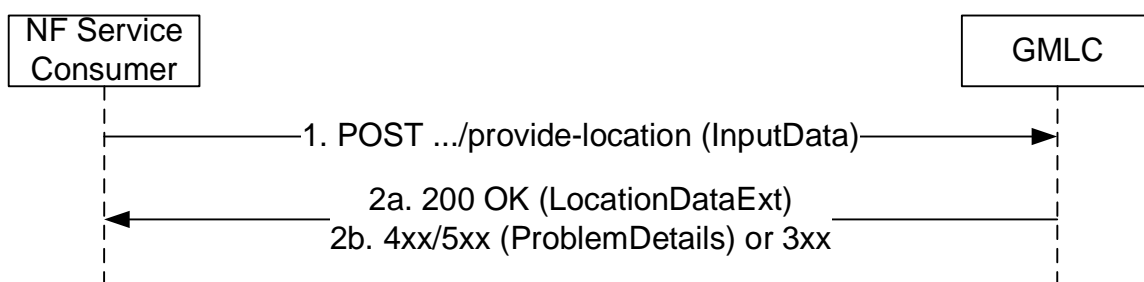 NF Service
Consumer
GMLC
1. POST .../provide-location (InputData)
2a. 200 OK (LocationDataExt)
2b. 4xx/5xx (ProblemDetails) or 3xx